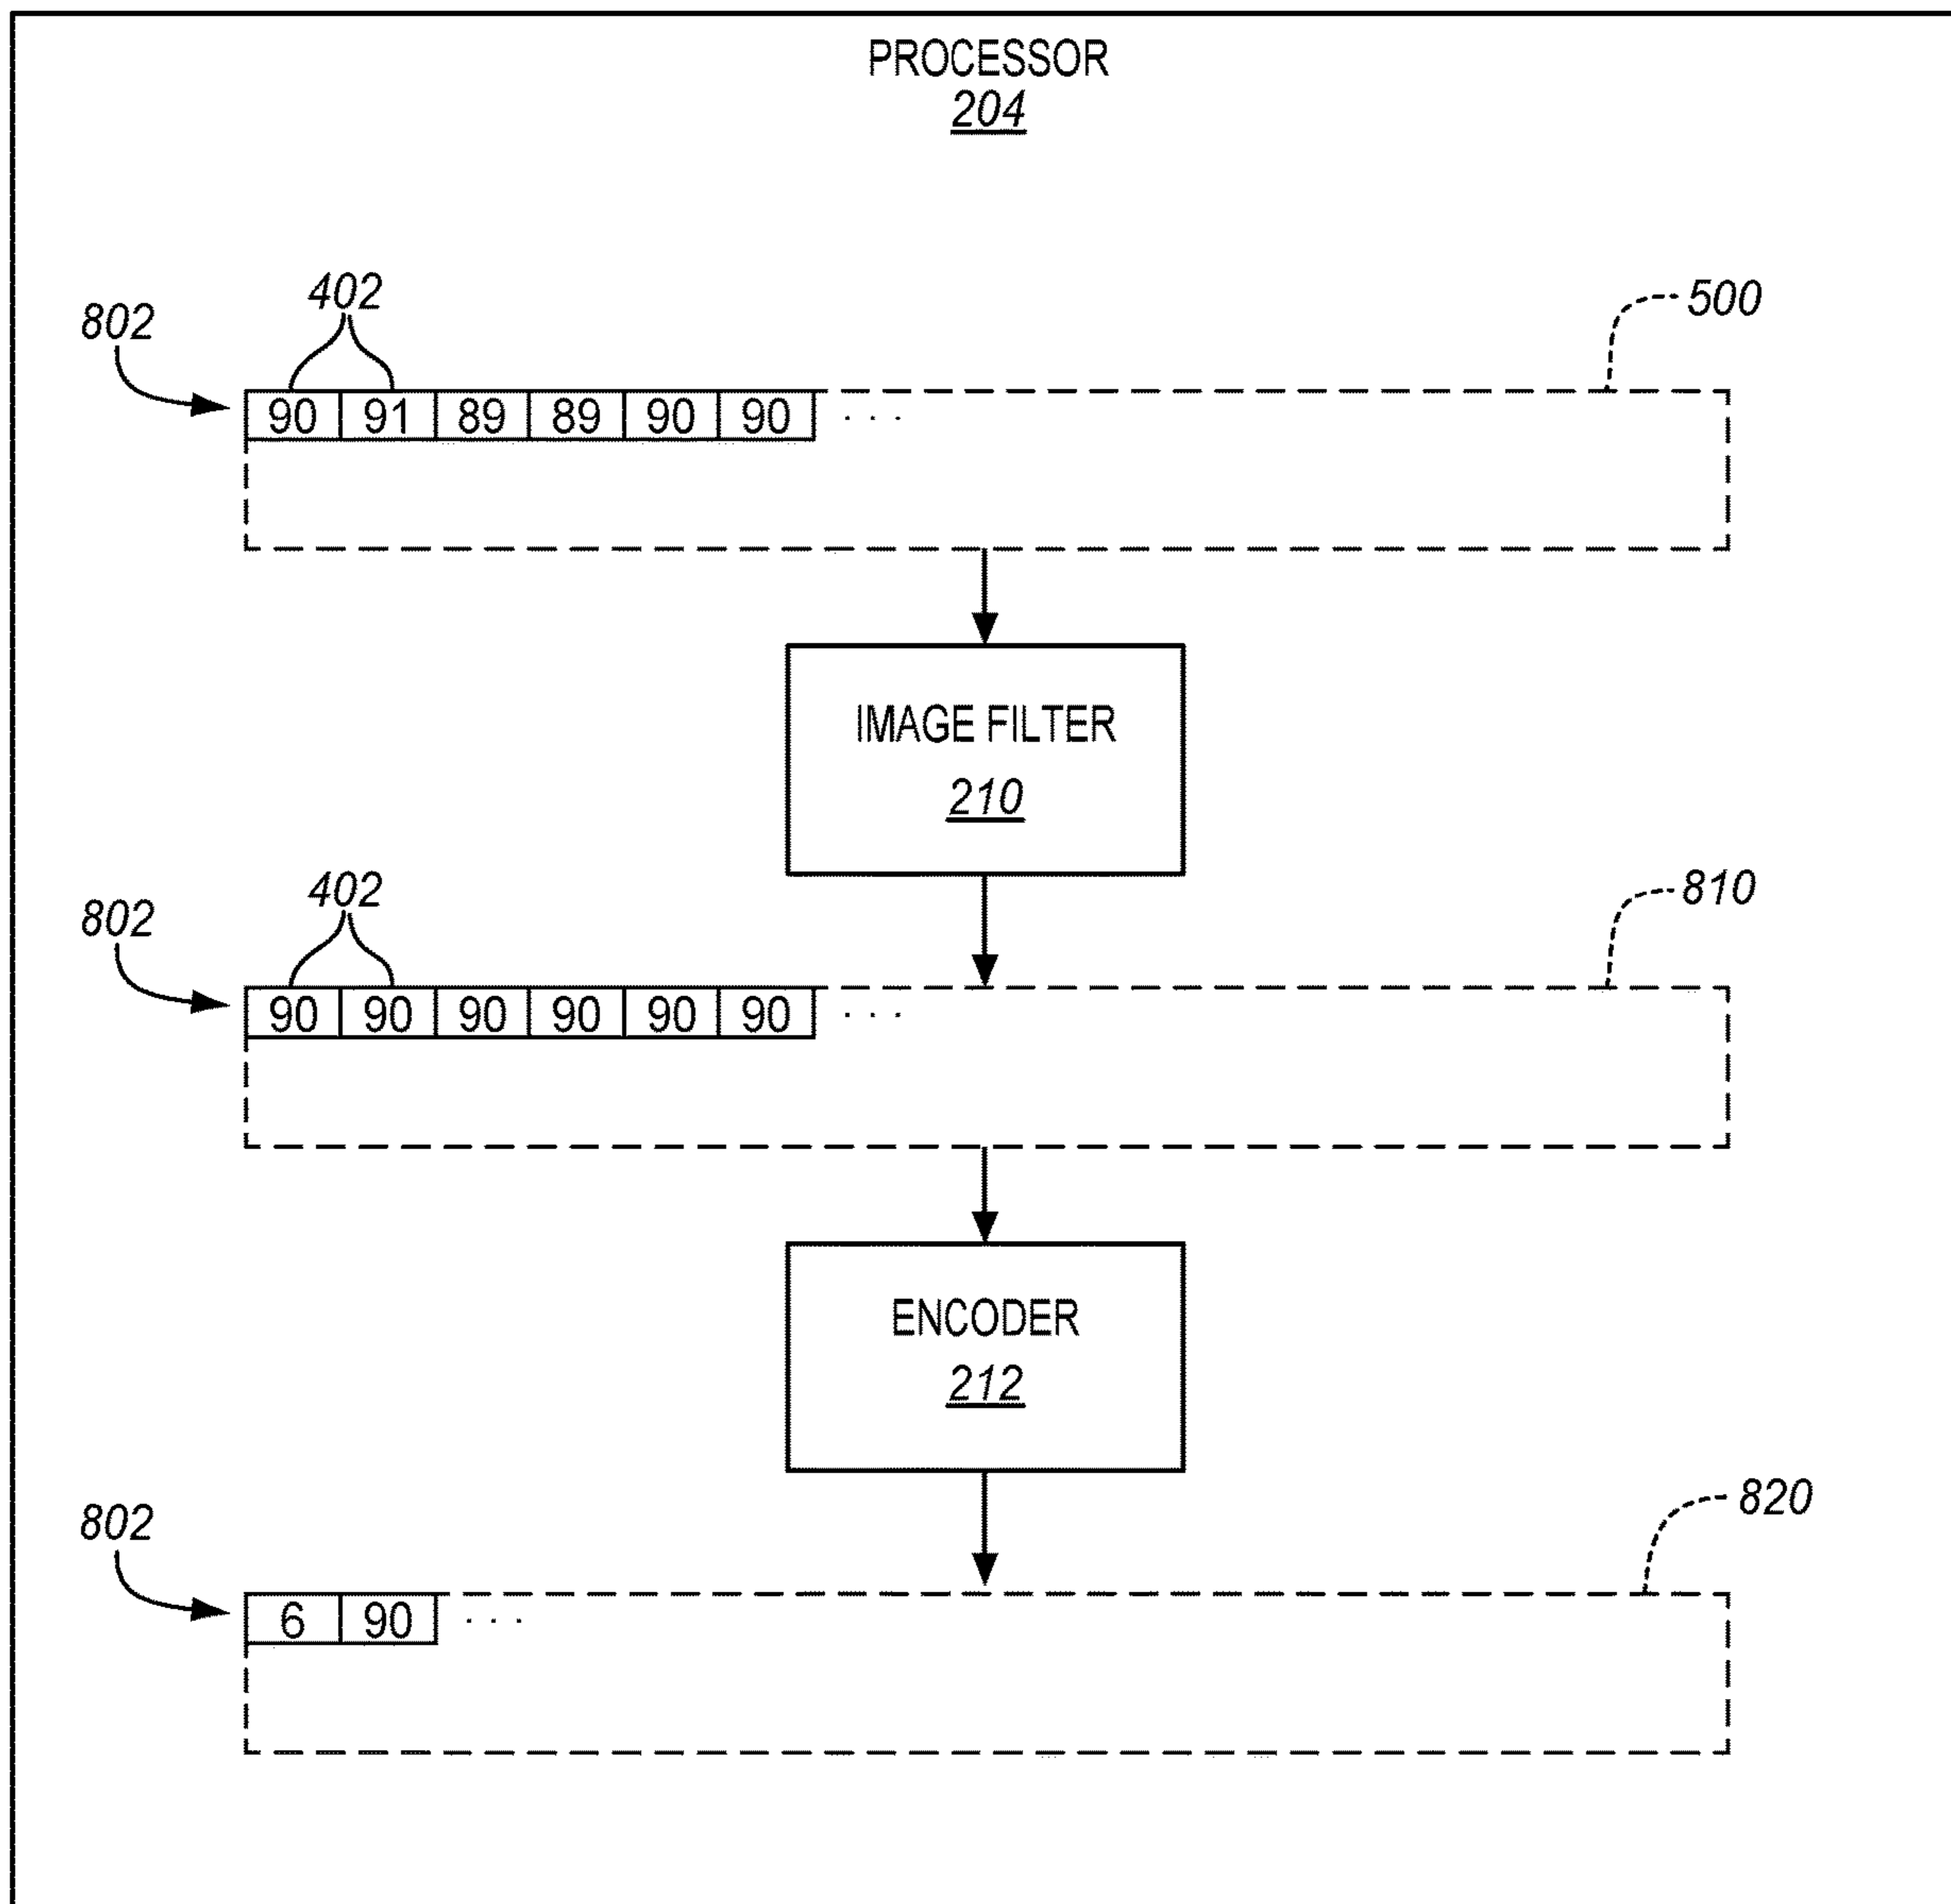 PROCESSOR
204
802
402
500
90 91 89 89 90 90 . . .
IMAGE FILTER
210
802
402
810
90 90 90 90 90 90 . . .
ENCODER
212
802
820
6 90 . . .